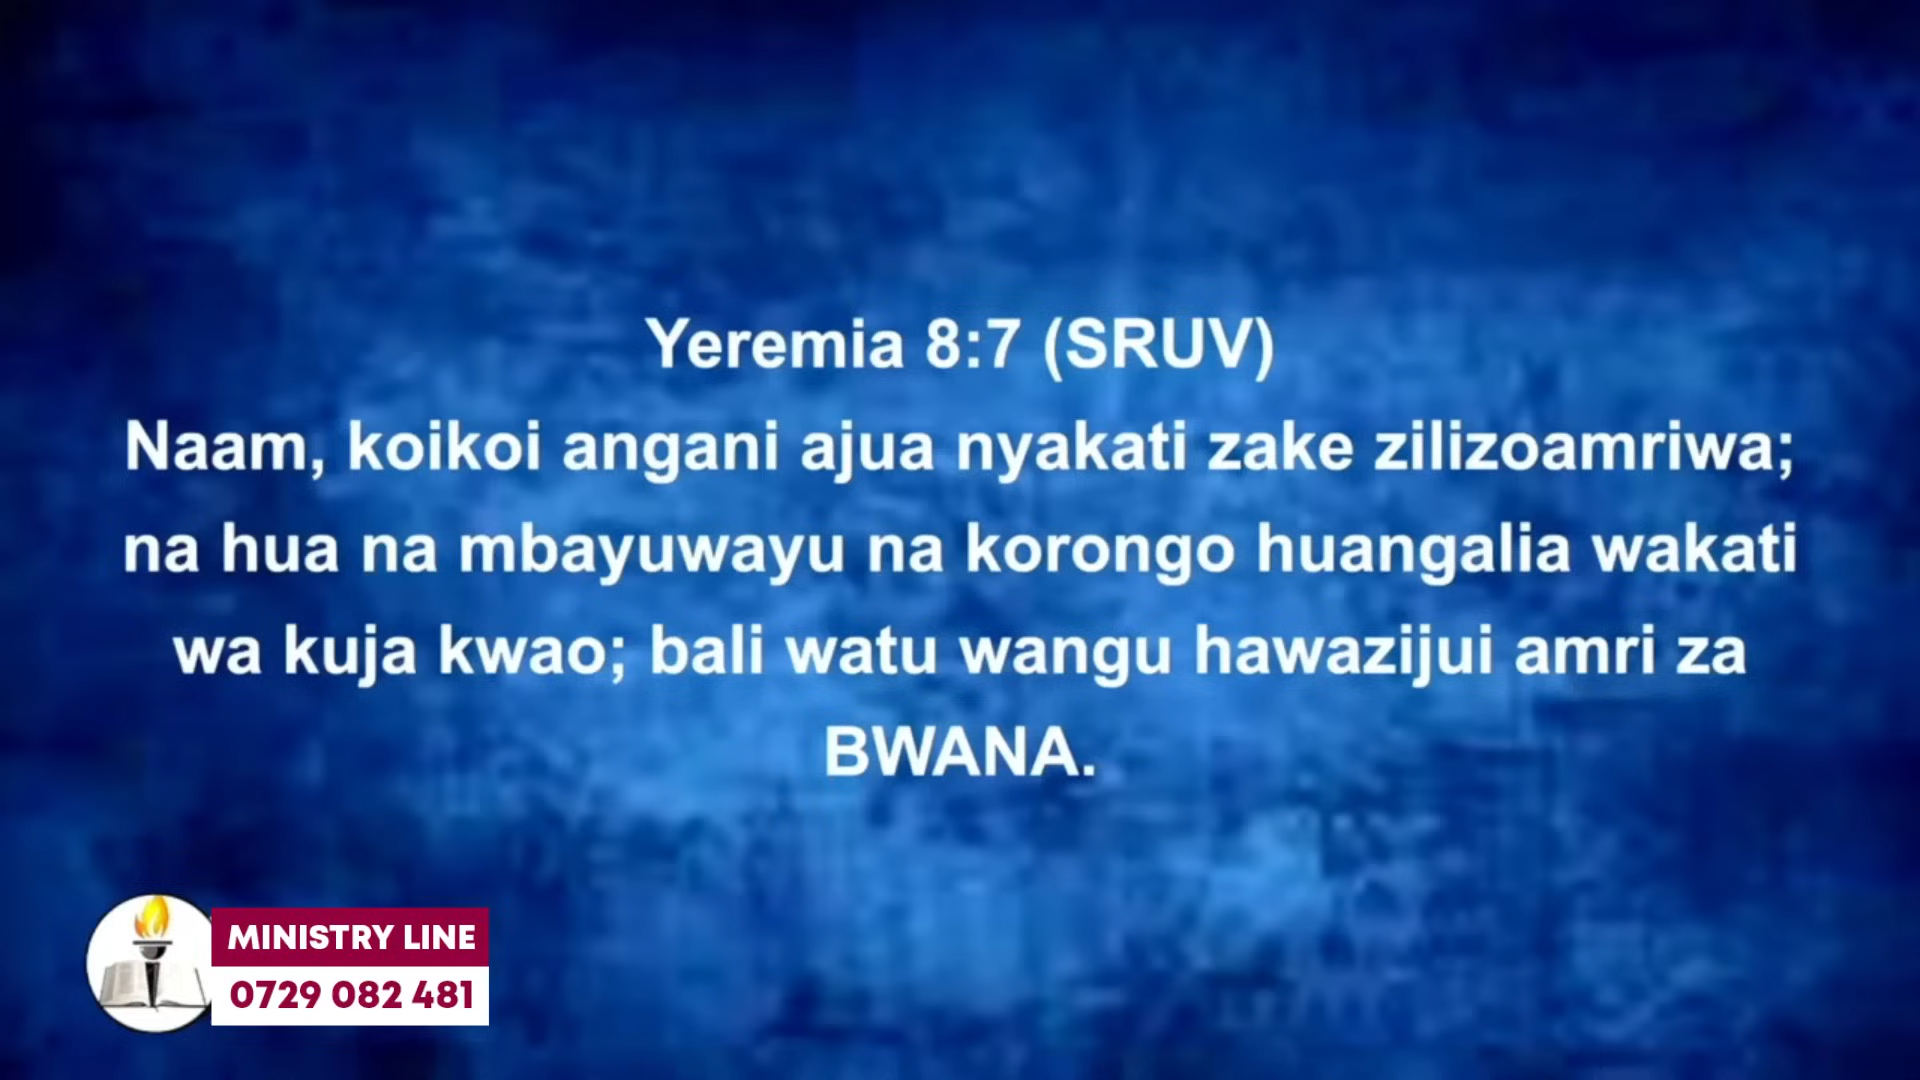 Yeremia 8:7 (SRUV)
Naam, koikoi angani ajua nyakati zake zilizoamriwa;
na hua na mbayuwayu na korongo huangalia wakati
wa kuja kwao; bali watu wangu hawazijui amri za
BWANA.
MINISTRY LINE
0729 082 481